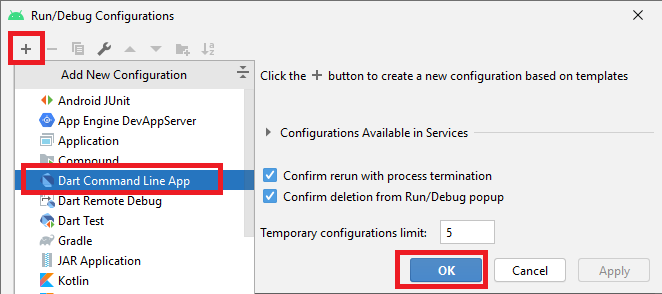 Run/Debug Configurations
Add New Configuration
Android JUnit
App Engine DevAppServer
Application
Compound
Dart Command Line App
Dart Remote Debug
Dart Test
Gradle
JAR Application
Kotlin
Click the + button to create a new configuration based on templates
Configurations Available in Services
Confirm rerun with process termination
Confirm deletion from Run/Debug popup
Temporary configurations limit: 5
OK Cancel Apply